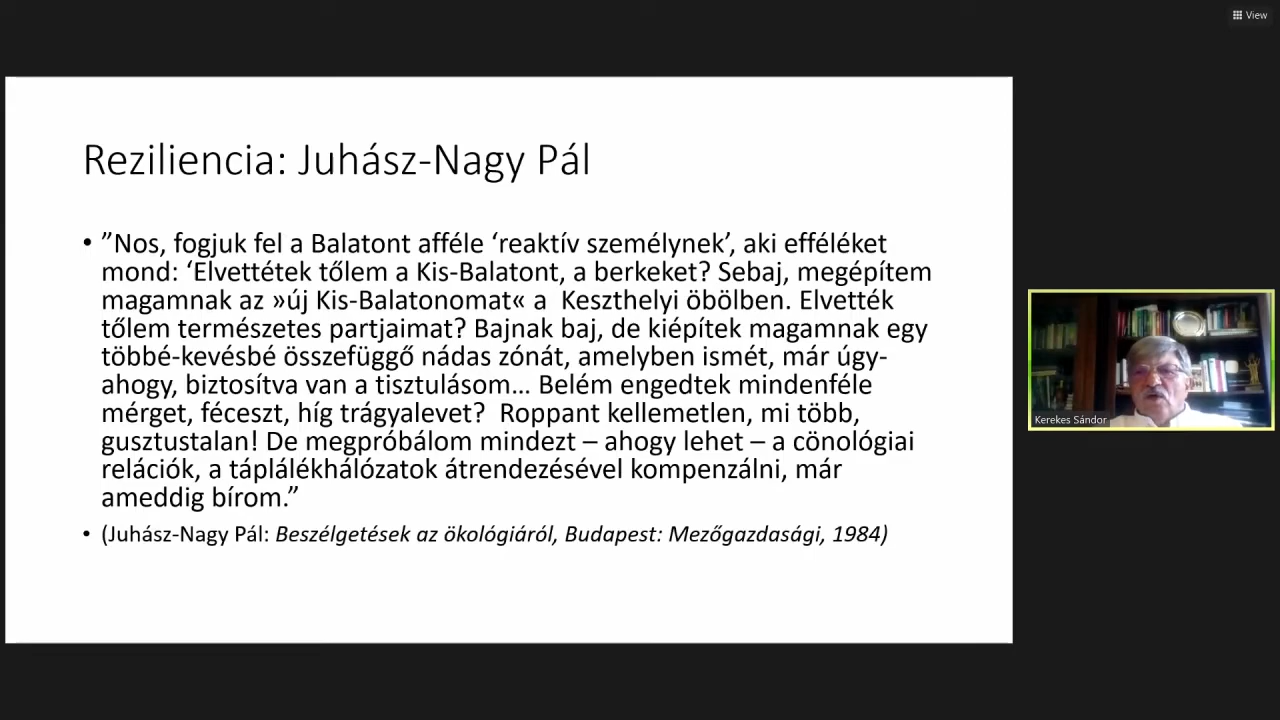 View
Reziliencia: Juhász-Nagy Pál
• ”Nos, fogjuk fel a Balatont afféle ‘reaktív személynek’, aki efféléket
mond: ‘Elvettétek tőlem a Kis-Balatont, a berkeket? Sebaj, megépítem
magamnak az »új Kis-Balatonomat« a  Keszthelyi öbölben. Elvették
tőlem természetes partjaimat? Bajnak baj, de kiépítek magamnak egy
többé-kevésbé összefüggő nádas zónát, amelyben ismét, már úgy-
ahogy, biztosítva van a tisztulásom… Belém engedtek mindenféle
mérget, féceszt, híg trágyalevet?  Roppant kellemetlen, mi több,
gusztustalan! De megpróbálom mindezt – ahogy lehet – a cönológiai
relációk, a táplálékhálózatok átrendezésével kompenzálni, már
ameddig bírom.”
• (Juhász-Nagy Pál: Beszélgetések az ökológiáról, Budapest: Mezőgazdasági, 1984)
Kerekes Sándor